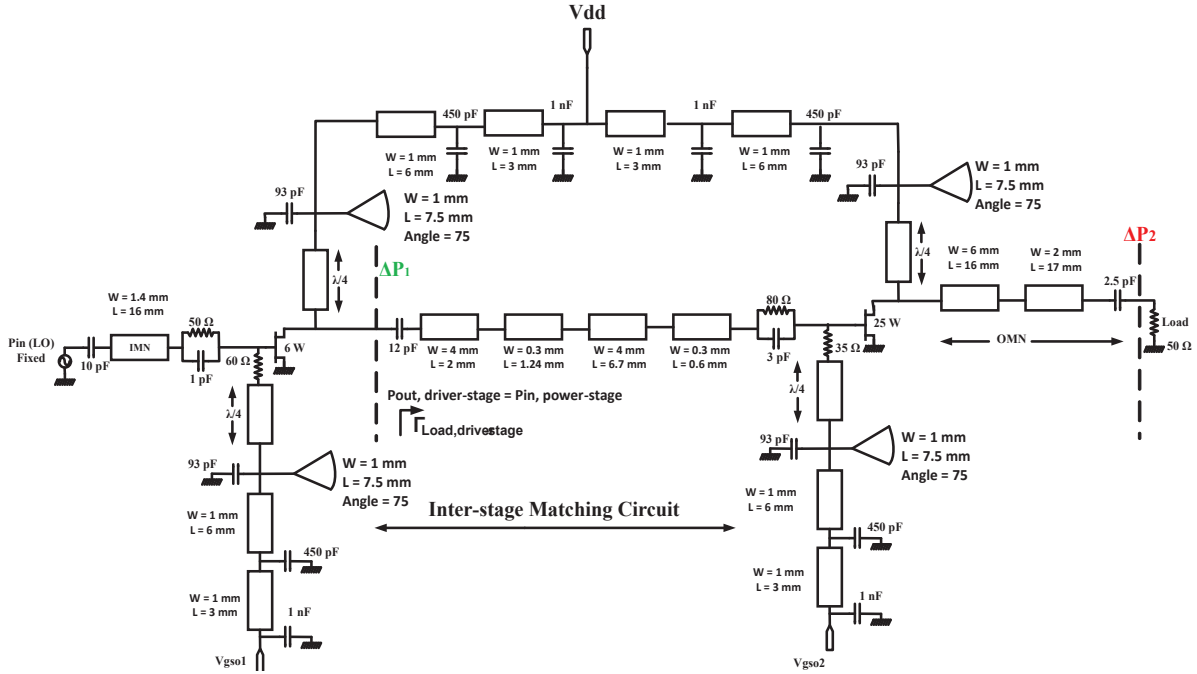 Vdd
450 pF
1 nF
1 nF
450 pF
W = 1 mm
L = 6 mm
W = 1 mm
L = 3 mm
W = 1 mm
L = 3 mm
W = 1 mm
L = 6 mm
93 pF
W = 1 mm
L = 7.5 mm
Angle = 75
93 pF
W = 1 mm
L = 7.5 mm
Angle = 75
λ/4
ΔP1
λ/4
W = 6 mm
L = 16 mm
W = 2 mm
L = 17 mm
ΔP2
2.5 pF
W = 1.4 mm
L = 16 mm
Pin (LO)
Fixed
10 pF
IMN
50 Ω
1 pF
60 Ω
6 W
12 pF
W = 4 mm
L = 2 mm
W = 0.3 mm
L = 1.24 mm
W = 4 mm
L = 6.7 mm
W = 0.3 mm
L = 0.6 mm
80 Ω
3 pF
35 Ω
25 W
OMN
Load
50 Ω
λ/4
Pout, driver-stage = Pin, power-stage
Γ Load,driverstage
λ/4
93 pF
W = 1 mm
L = 7.5 mm
Angle = 75
93 pF
W = 1 mm
L = 7.5 mm
Angle = 75
Inter-stage Matching Circuit
W = 1 mm
L = 6 mm
450 pF
W = 1 mm
L = 3 mm
1 nF
Vgso1
W = 1 mm
L = 6 mm
450 pF
W = 1 mm
L = 3 mm
1 nF
Vgso2